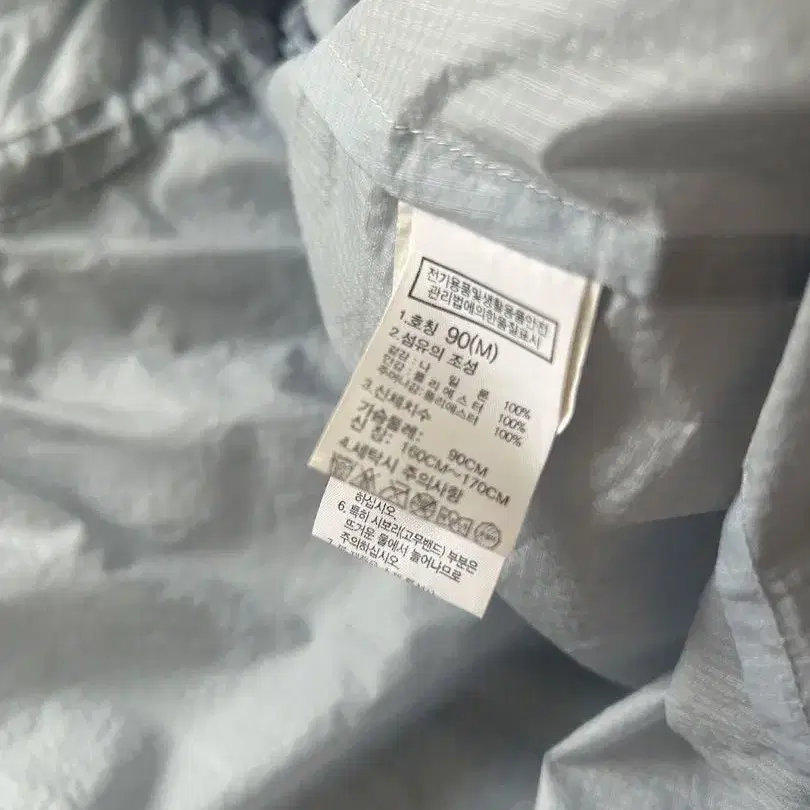 전기용품및생활용품안전
관리법에의한품질표시
1.호칭 90(M)
2.섬유의 조성
겉감 : 나 일 론 100%
안감 : 폴리에스터 100%
주머니감:폴리에스터 100%
3.신체치수
가슴둘레: 90CM
신 장: 160CM~170CM
4.세탁시 주의사항
하십시오.
6. 특히 시보리(고무밴드) 부분은
뜨거운 물에서 늘어나므로
주의하십시오.